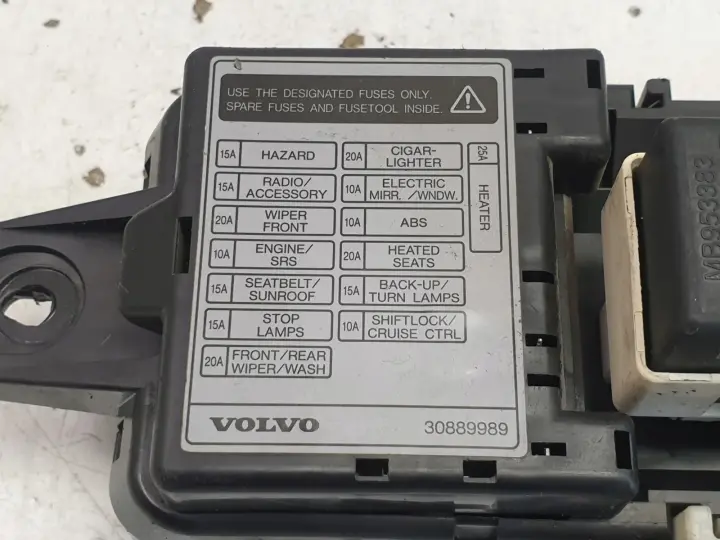 USE THE DESIGNATED FUSES ONLY.
SPARE FUSES AND FUSETOOL INSIDE.
15A HAZARD
15A RADIO/
ACCESSORY
20A WIPER
FRONT
10A ENGINE/
SRS
15A SEATBELT/
SUNROOF
15A STOP
LAMPS
20A FRONT/REAR
WIPER/WASH
20A CIGAR-
LIGHTER
10A ELECTRIC
MIRR. /WNDW.
10A ABS
20A HEATED
SEATS
15A BACK-UP/
TURN LAMPS
10A SHIFTLOCK/
CRUISE CTRL
25A HEATER
VOLVO 30889989
MB953383